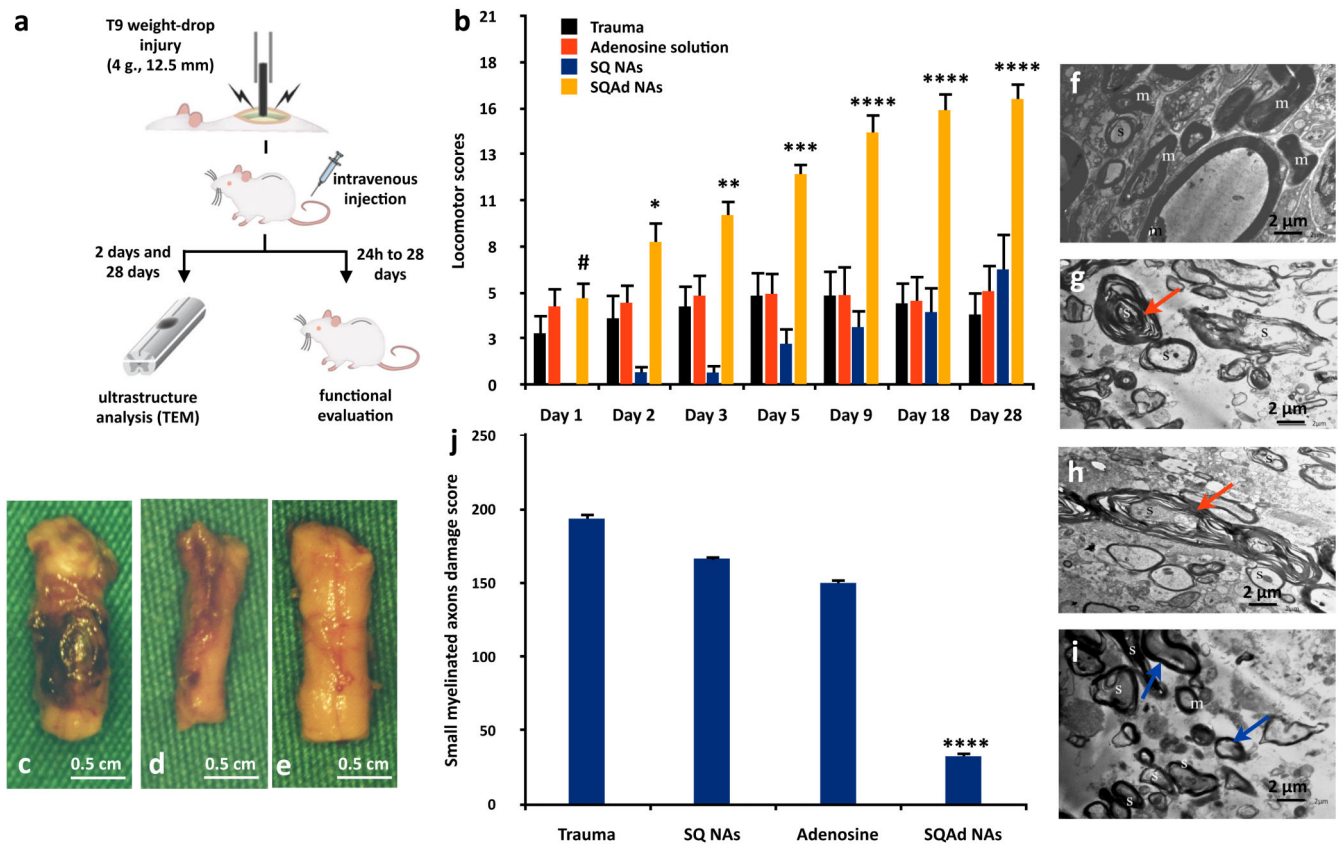 a
T9 weight-drop
injury
(4 g., 12.5 mm)
intravenous
injection
2 days and
28 days
24h to 28
days
ultrastructure
analysis (TEM)
functional
evaluation
b
Locomotor scores
21
18
16
13
11
8
5
3
0
Trauma
Adenosine solution
SQ NAs
SQAd NAs
#
*
**
***
****
****
****
Day 1
Day 2
Day 3
Day 5
Day 9
Day 18
Day 28
c
0.5 cm
d
0.5 cm
e
0.5 cm
f
m
m
s
m
m
m
2 µm
2µm
g
s
s
s
2 µm
2µm
h
s
s
s
2 µm
2µm
i
s
s
m
s
s
s
2 µm
2µm
j
Small myelinated axons damage score
250
200
150
100
50
0
****
Trauma
SQ NAs
Adenosine
SQAd NAs